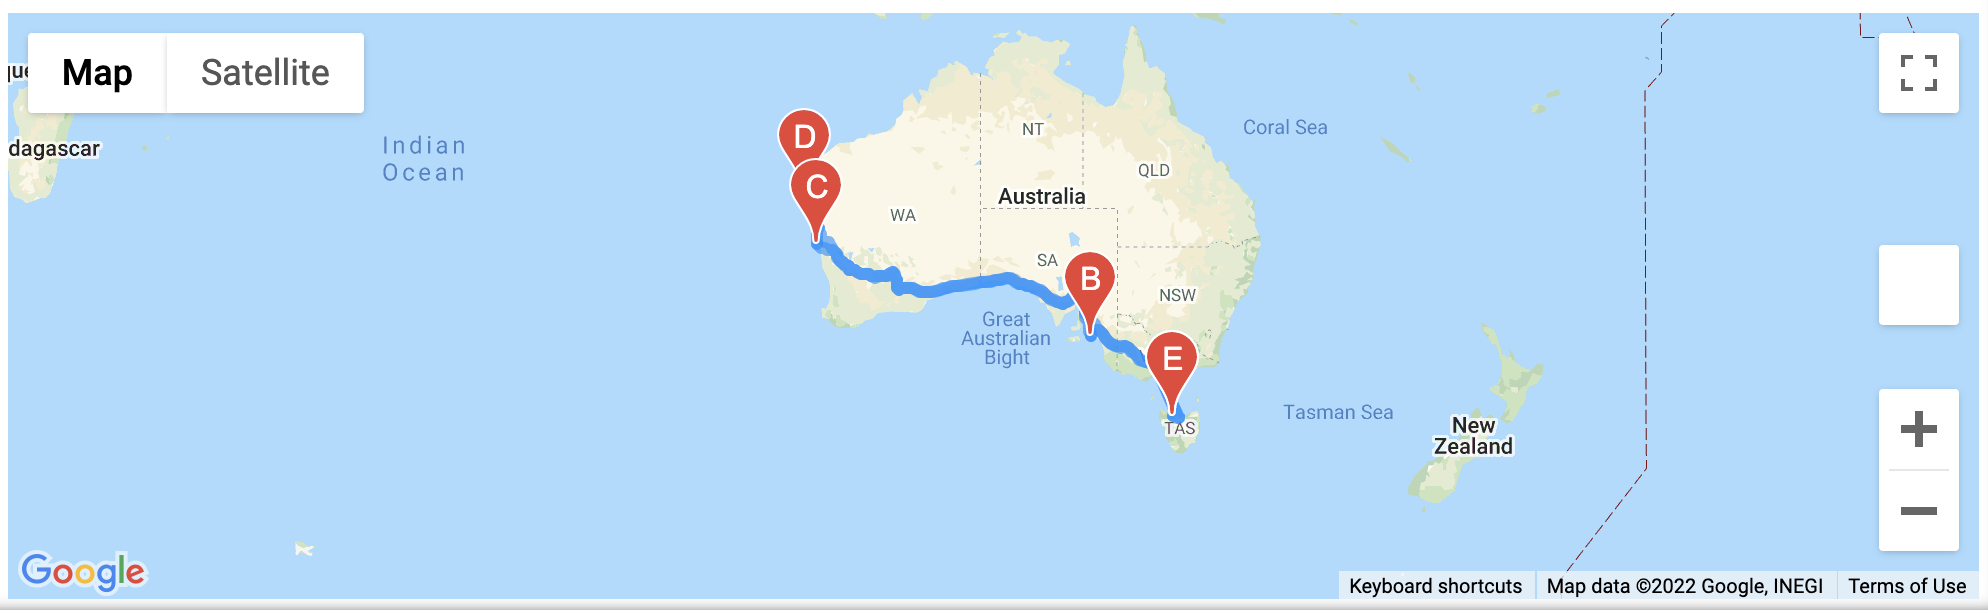 Map
Satellite
que
dagascar
Indian
Ocean
D
C
B
E
NT
QLD
Australia
WA
SA
NSW
TAS
Coral Sea
Great
Australian
Bight
Tasman Sea
New
Zealand
Google
Keyboard shortcuts
Map data ©2022 Google, INEGI
Terms of Use